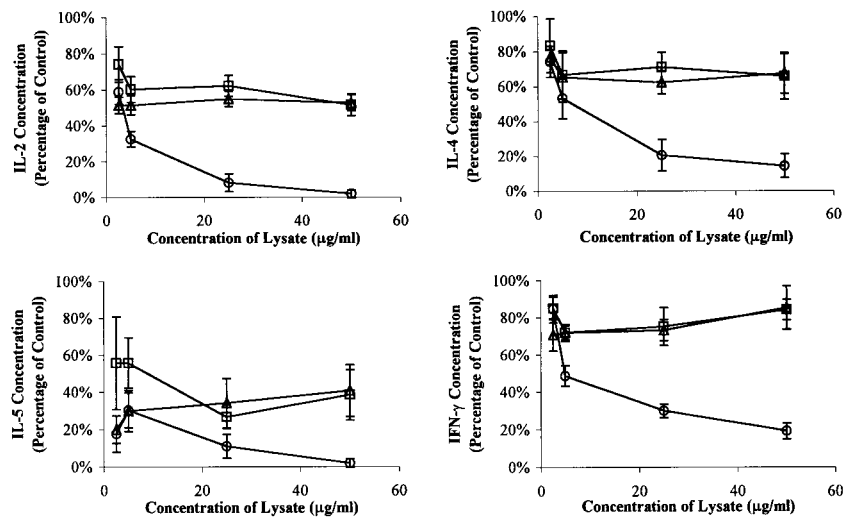 100%
80%
60%
40%
20%
0%
IL-2 Concentration
(Percentage of Control)
0 20 40 60
Concentration of Lysate (µg/ml)
100%
80%
60%
40%
20%
0%
IL-4 Concentration
(Percentage of Control)
0 20 40 60
Concentration of Lysate (µg/ml)
100%
80%
60%
40%
20%
0%
IL-5 Concentration
(Percentage of Control)
0 20 40 60
Concentration of Lysate (µg/ml)
100%
80%
60%
40%
20%
0%
IFN-γ Concentration
(Percentage of Control)
0 20 40 60
Concentration of Lysate (µg/ml)